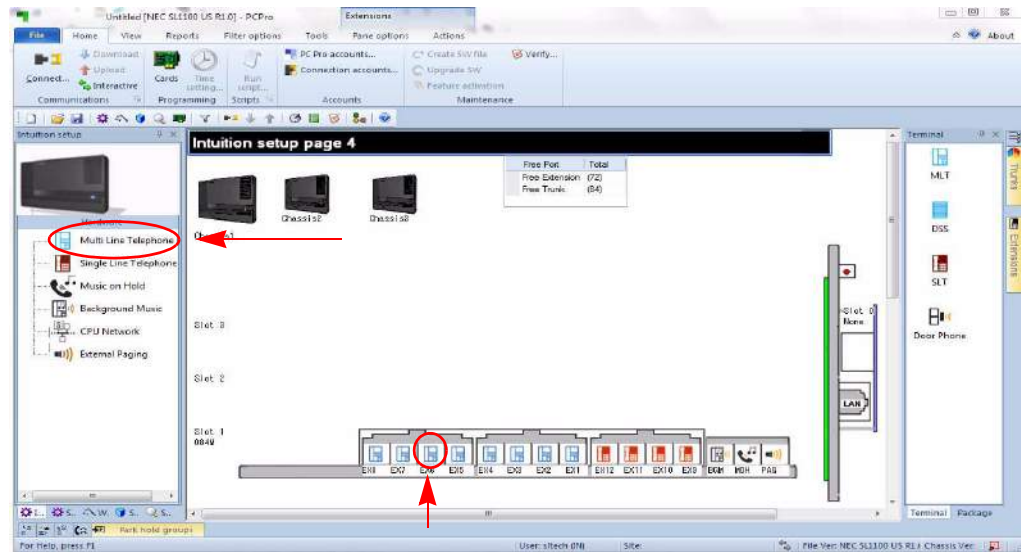 Untitled [NEC SL1100 US R1.0] - PCPro
Extensions
File Home View Reports Filter options Tools Pane options Actions About
Connect...
Download
Upload
Interactive
Communications
Cards
Time setting...
Programming
Run script...
Scripts
PC Pro accounts...
Connection accounts...
Accounts
Create SW file
Upgrade SW
Feature activation
Verify...
Maintenance
Intuition setup
Hardware
Multi Line Telephone
Single Line Telephone
Music on Hold
Background Music
CPU Network
External Paging
Intuition setup page 4
Free Port Total
Free Extension (72)
Free Trunk (84)
Chassis1
Chassis2
Chassis3
Slot 3
Slot 2
Slot 1
084M
EX8 EX7 EX6 EX5 EX4 EX3 EX2 EX1 EX12 EX11 EX10 EX9 BGM MOH PAG
Slot 0
None
LAN
Terminal
MLT
DSS
SLT
Door Phone
Trunks
Extensions
I... S.. W. S.. S..
Terminal Package
Park hold groups
For Help, press F1
Site:
File Ver: NEC SL1100 US R1.
Chassis Ver: